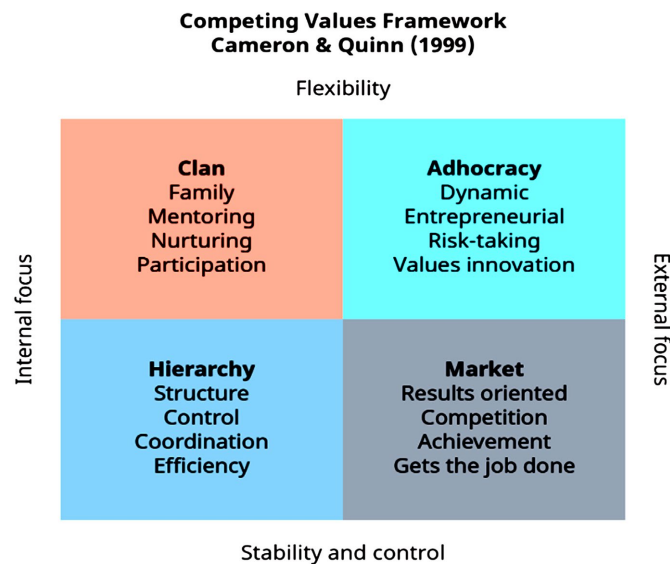 Competing Values Framework
Cameron & Quinn (1999)
Flexibility
Internal focus
Clan
Family
Mentoring
Nurturing
Participation
Adhocracy
Dynamic
Entrepreneurial
Risk-taking
Values innovation
External focus
Hierarchy
Structure
Control
Coordination
Efficiency
Market
Results oriented
Competition
Achievement
Gets the job done
Stability and control